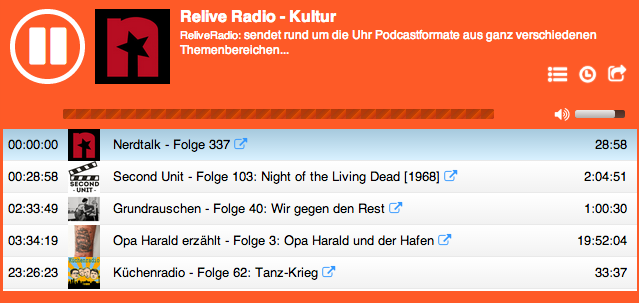 Relive Radio - Kultur
ReliveRadio: sendet rund um die Uhr Podcastformate aus ganz verschiedenen
Themenbereichen...
00:00:00 Nerdtalk - Folge 337 28:58
00:28:58 SECOND UNIT Second Unit - Folge 103: Night of the Living Dead [1968] 2:04:51
02:33:49 Grundrauschen - Folge 40: Wir gegen den Rest 1:00:30
03:34:19 Opa Harald erzählt - Folge 3: Opa Harald und der Hafen 19:52:04
23:26:23 Küchenradio Küchenradio - Folge 62: Tanz-Krieg 33:37